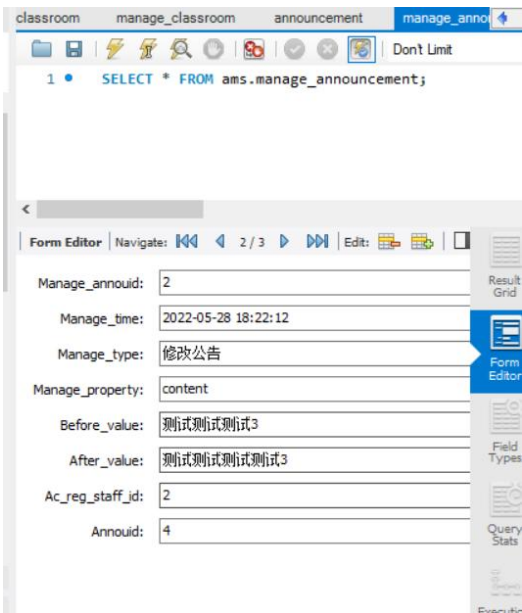 classroom manage_classroom announcement manage_annou
Don't Limit
1 SELECT * FROM ams.manage_announcement;
Form Editor Navigate: 2 / 3 Edit:
Manage_annouid: 2
Manage_time: 2022-05-28 18:22:12
Manage_type: 修改公告
Manage_property: content
Before_value: 测试测试测试3
After_value: 测试测试测试测试3
Ac_reg_staff_id: 2
Annouid: 4
Result
Grid
Form
Editor
Field
Types
Query
Stats